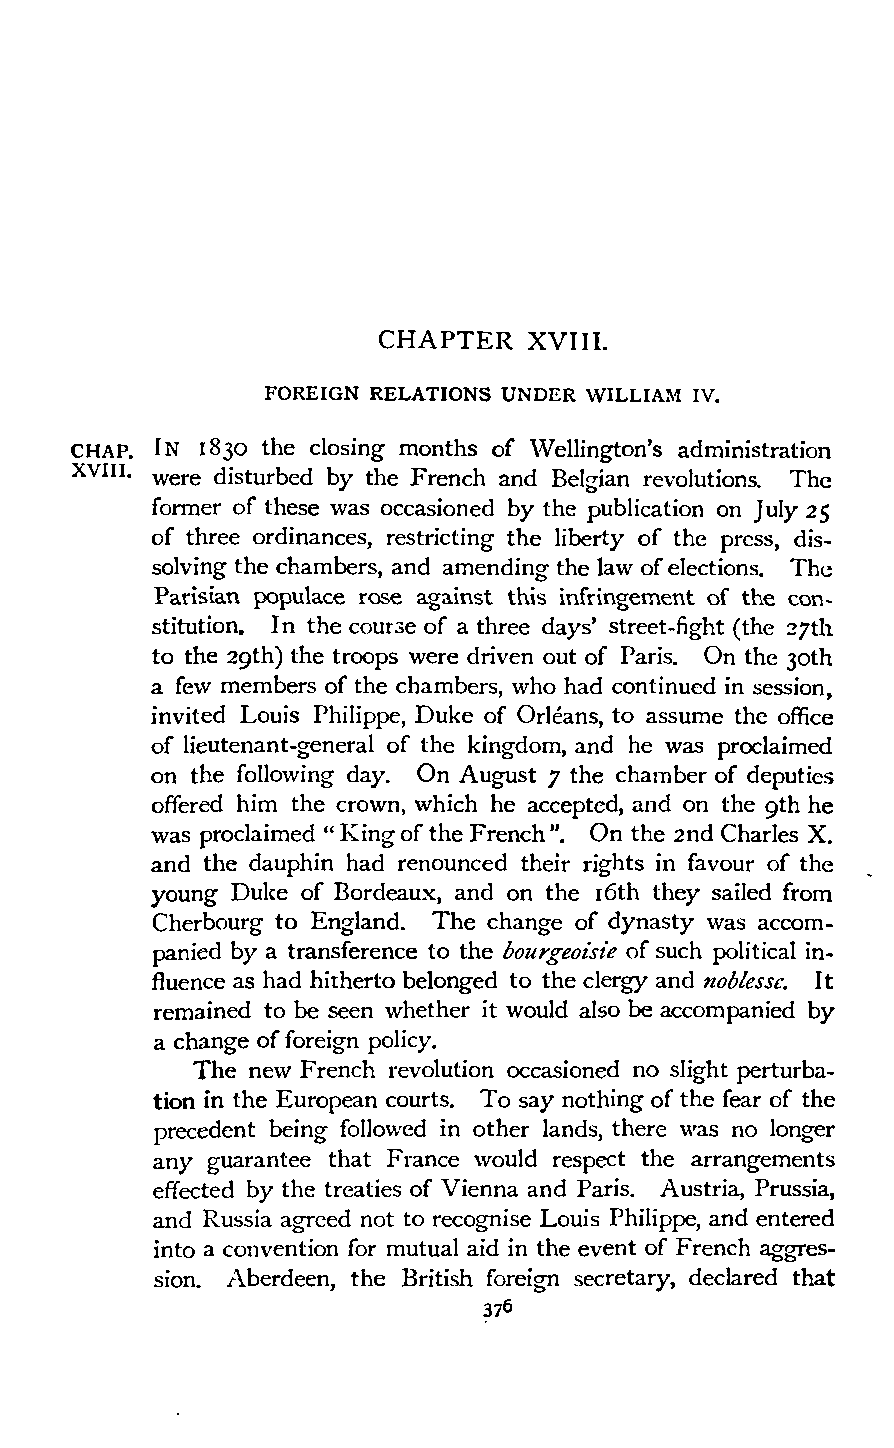 CHAPTER XVIII.
FOREIGN RELATIONS UNDER WILLIAM IV.
CHAP. XVIII.
IN 1830 the closing months of Wellington's administration
were disturbed by the French and Belgian revolutions. The
former of these was occasioned by the publication on July 25
of three ordinances, restricting the liberty of the press, dis-
solving the chambers, and amending the law of elections. The
Parisian populace rose against this infringement of the con-
stitution. In the course of a three days' street-fight (the 27th
to the 29th) the troops were driven out of Paris. On the 30th
a few members of the chambers, who had continued in session,
invited Louis Philippe, Duke of Orléans, to assume the office
of lieutenant-general of the kingdom, and he was proclaimed
on the following day. On August 7 the chamber of deputies
offered him the crown, which he accepted, and on the 9th he
was proclaimed "King of the French". On the 2nd Charles X.
and the dauphin had renounced their rights in favour of the
young Duke of Bordeaux, and on the 16th they sailed from
Cherbourg to England. The change of dynasty was accom-
panied by a transference to the bourgeoisie of such political in-
fluence as had hitherto belonged to the clergy and noblesse. It
remained to be seen whether it would also be accompanied by
a change of foreign policy.
The new French revolution occasioned no slight perturba-
tion in the European courts. To say nothing of the fear of the
precedent being followed in other lands, there was no longer
any guarantee that France would respect the arrangements
effected by the treaties of Vienna and Paris. Austria, Prussia,
and Russia agreed not to recognise Louis Philippe, and entered
into a convention for mutual aid in the event of French aggres-
sion. Aberdeen, the British foreign secretary, declared that
376